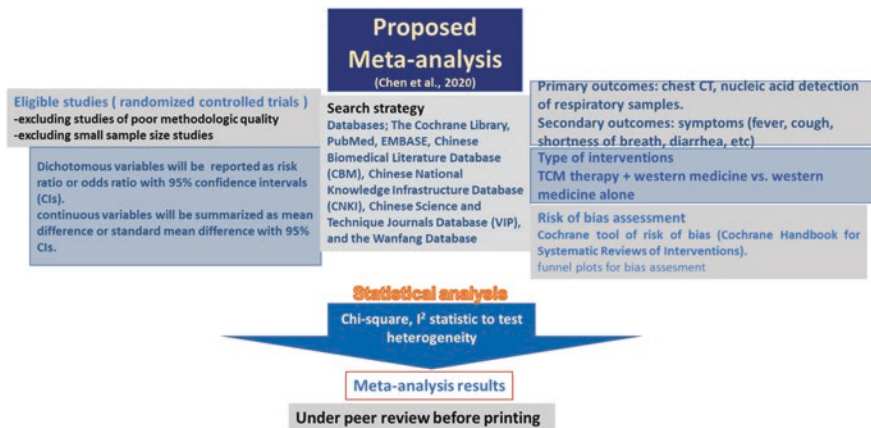 Proposed
Meta-analysis
(Chen et al., 2020)
Eligible studies ( randomized controlled trials )
-excluding studies of poor methodologic quality
-excluding small sample size studies
Dichotomous variables will be reported as risk
ratio or odds ratio with 95% confidence intervals
(CIs).
continuous variables will be summarized as mean
difference or standard mean difference with 95%
CIs.
Search strategy
Databases; The Cochrane Library,
PubMed, EMBASE, Chinese
Biomedical Literature Database
(CBM), Chinese National
Knowledge Infrastructure Database
(CNKI), Chinese Science and
Technique Journals Database (VIP),
and the Wanfang Database
Primary outcomes: chest CT, nucleic acid detection
of respiratory samples.
Secondary outcomes: symptoms (fever, cough,
shortness of breath, diarrhea, etc)
Type of interventions
TCM therapy + western medicine vs. western
medicine alone
Risk of bias assessment
Cochrane tool of risk of bias (Cochrane Handbook for
Systematic Reviews of Interventions).
funnel plots for bias assesment
Statistical analysis
Chi-square, I² statistic to test
heterogeneity
Meta-analysis results
Under peer review before printing